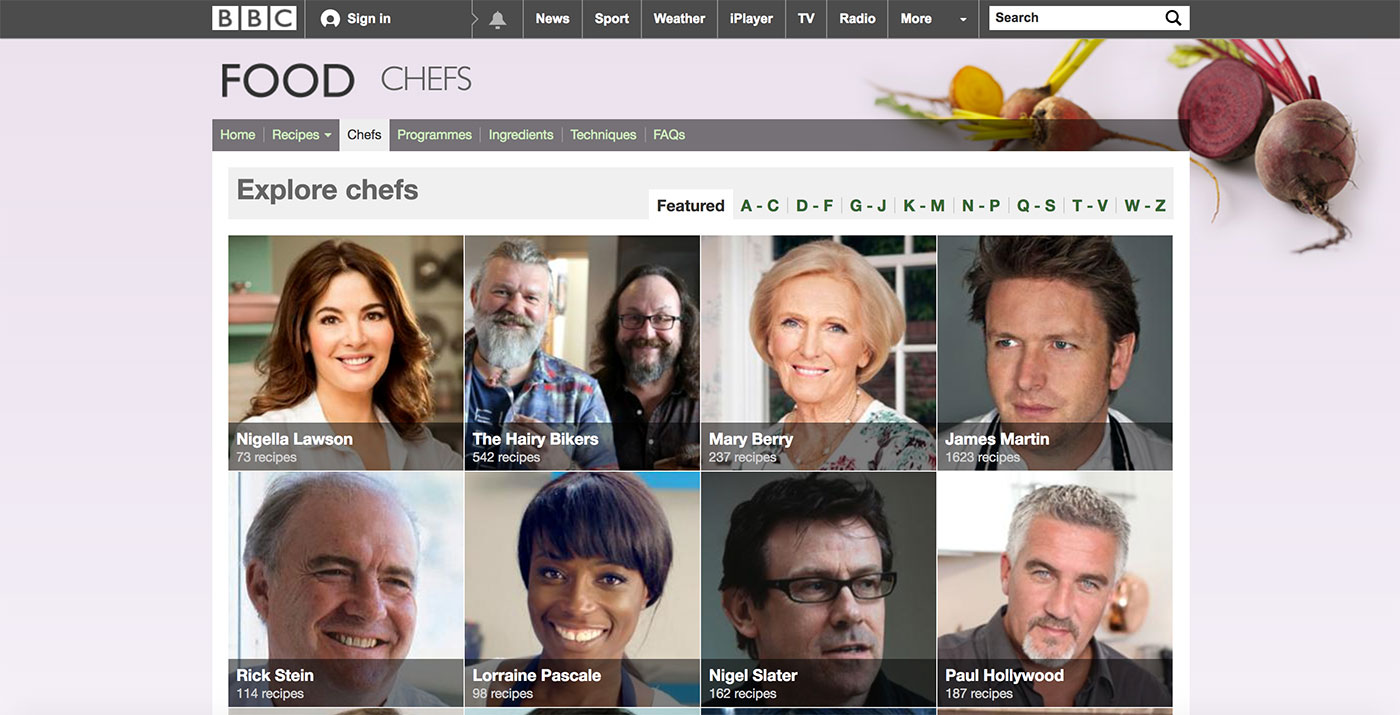 BBC Sign in News Sport Weather iPlayer TV Radio More Search
FOOD CHEFS
Home Recipes Chefs Programmes Ingredients Techniques FAQs
Explore chefs
Featured A - C D - F G - J K - M N - P Q - S T - V W - Z
Nigella Lawson
73 recipes
The Hairy Bikers
542 recipes
Mary Berry
237 recipes
James Martin
1623 recipes
Rick Stein
114 recipes
Lorraine Pascale
98 recipes
Nigel Slater
162 recipes
Paul Hollywood
187 recipes